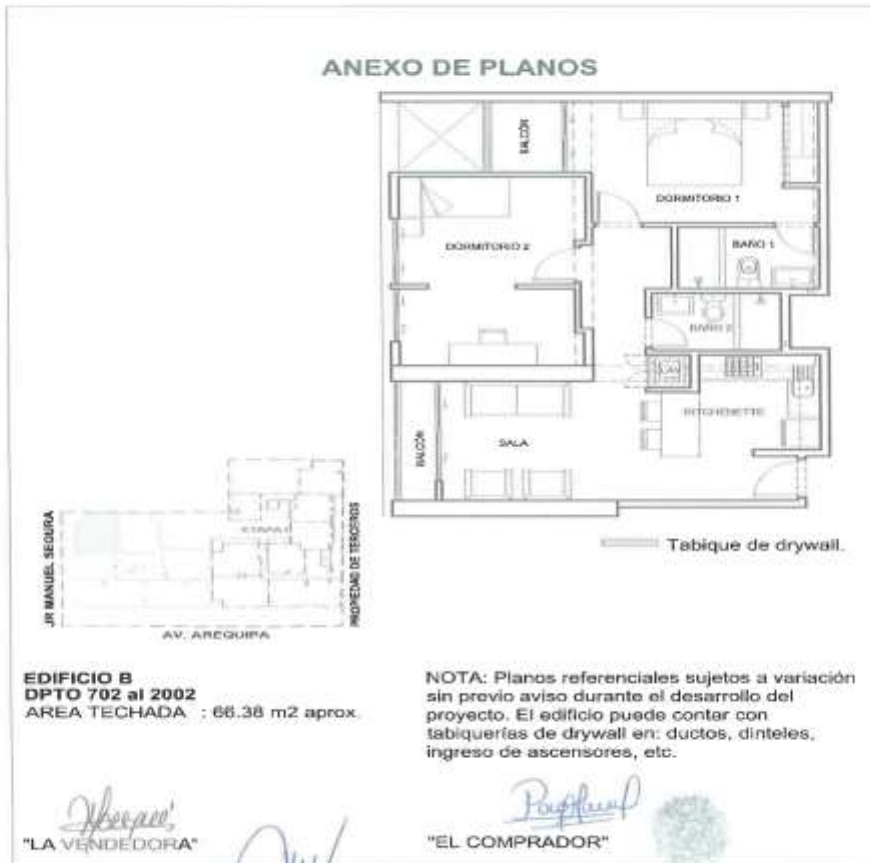 ANEXO DE PLANOS
BALCÓN
DORMITORIO 1
DORMITORIO 2
BAÑO 1
BAÑO 2
LAV
KITCHENETTE
SALA
BALCÓN
Tabique de drywall.
JR MANUEL SEGURA
PROPIEDAD DE TERCEROS
AV. AREQUIPA
EDIFICIO B
DPTO 702 al 2002
AREA TECHADA : 66.38 m2 aprox.
NOTA: Planos referenciales sujetos a variación
sin previo aviso durante el desarrollo del
proyecto. El edificio puede contar con
tabiquerías de drywall en: ductos, dinteles,
ingreso de ascensores, etc.
"LA VENDEDORA"
"EL COMPRADOR"